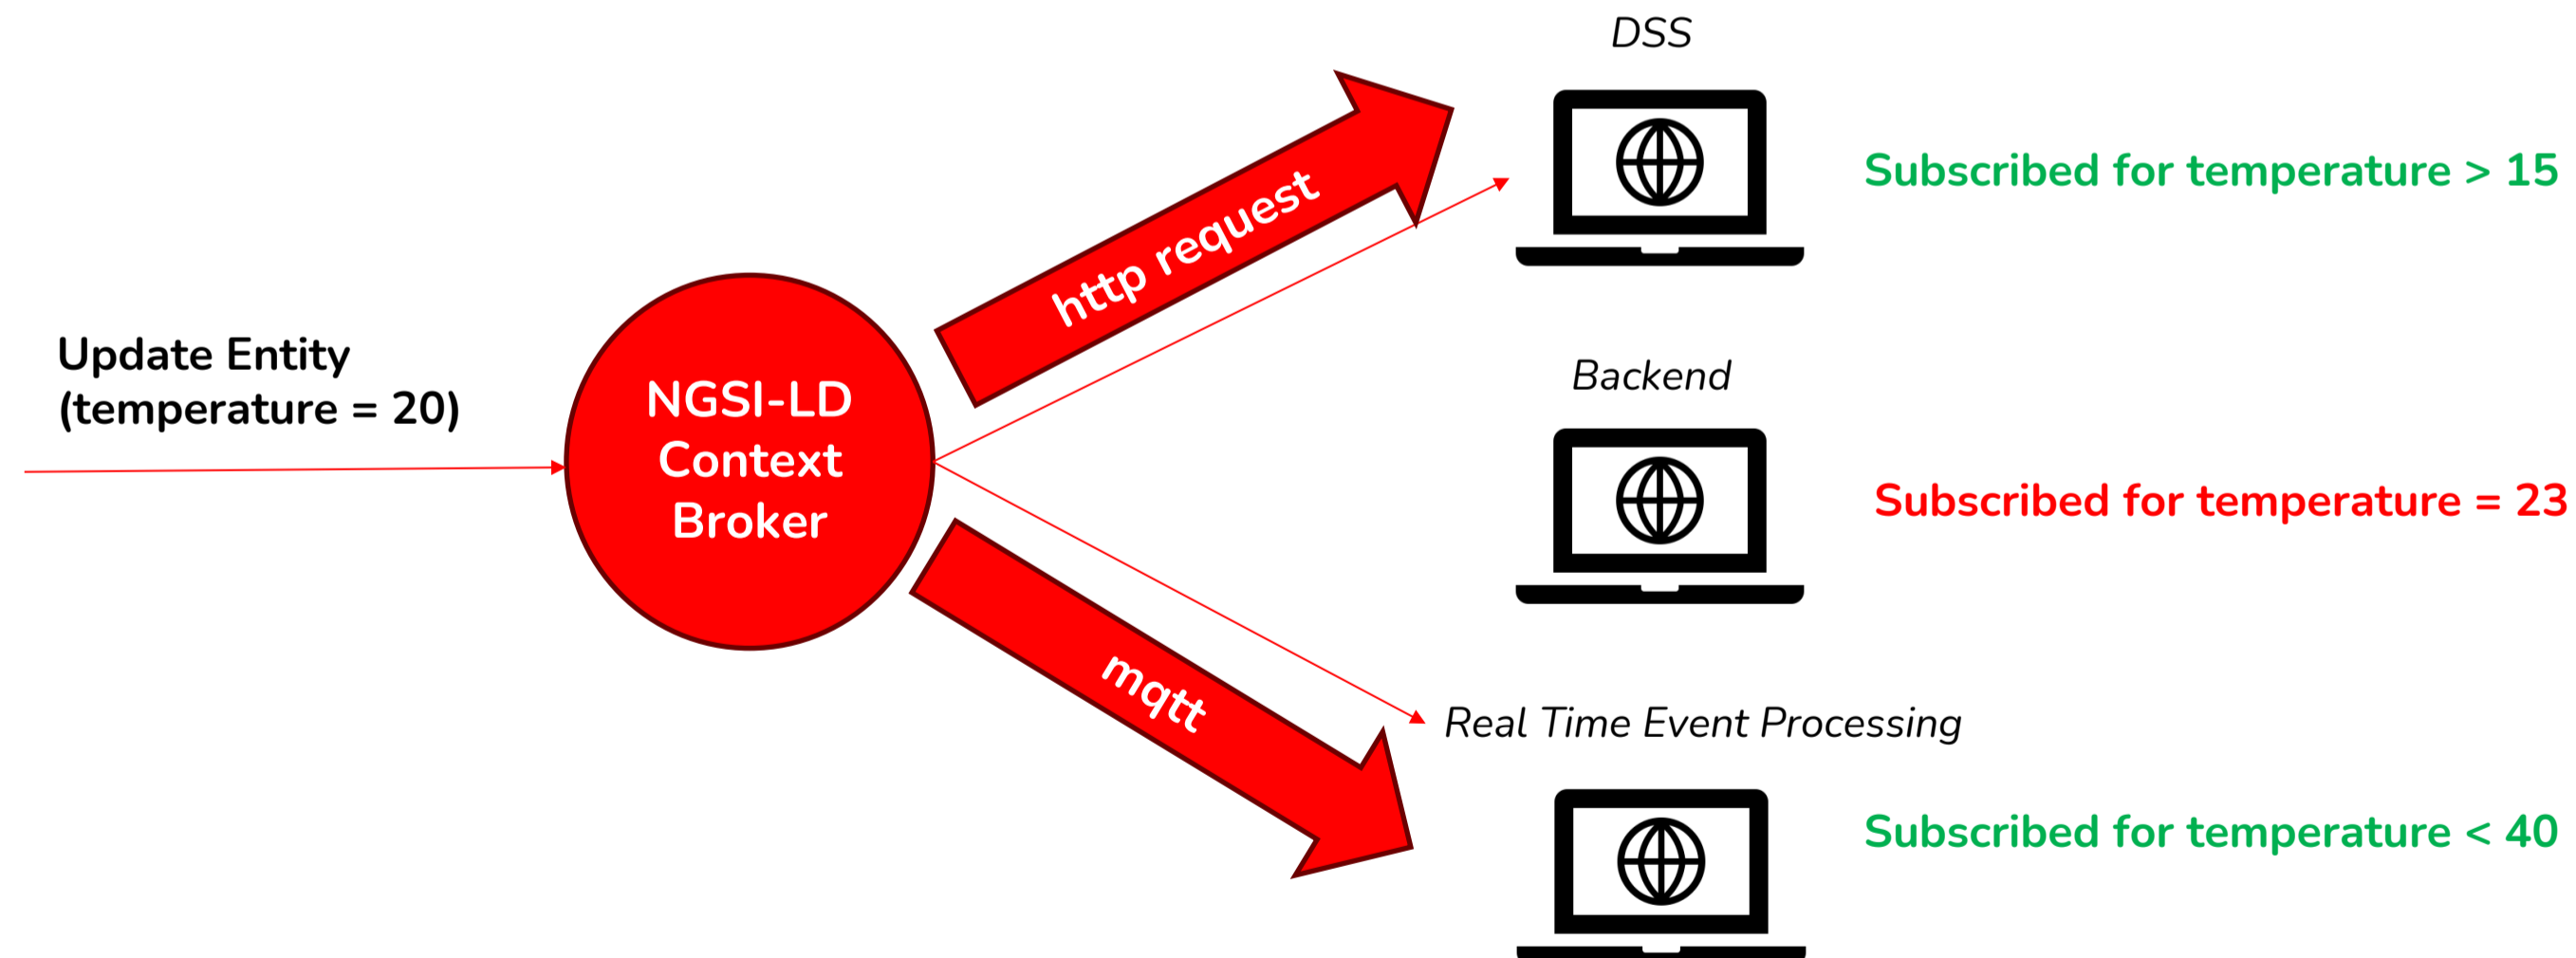 DSS
http request
Subscribed for temperature > 15
Update Entity
(temperature = 20)
NGSI-LD
Context
Broker
Backend
Subscribed for temperature = 23
mqtt
Real Time Event Processing
Subscribed for temperature < 40